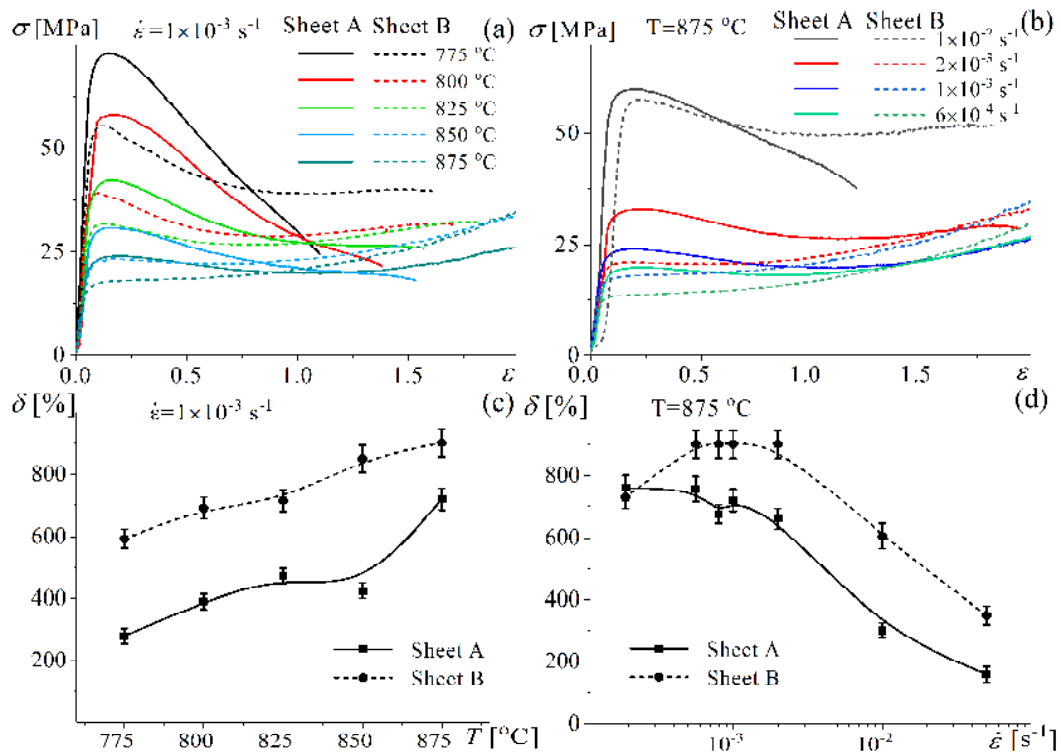 σ [MPa] ε̇=1×10⁻³ s⁻¹ Sheet A Sheet B (a)
775 °C
800 °C
825 °C
850 °C
875 °C
50
25
0
0.0 0.5 1.0 1.5 ε
σ [MPa] T=875 °C Sheet A Sheet B (b)
1×10⁻² s⁻¹
2×10⁻³ s⁻¹
1×10⁻³ s⁻¹
6×10⁻⁴ s⁻¹
50
25
0
0.0 0.5 1.0 1.5 ε
δ [%] ε̇=1×10⁻³ s⁻¹ (c)
800
600
400
200
Sheet A
Sheet B
775 800 825 850 875 T [°C]
δ [%] T=875 °C (d)
800
600
400
200
0
Sheet A
Sheet B
10⁻³ 10⁻² ε̇ [s⁻¹]